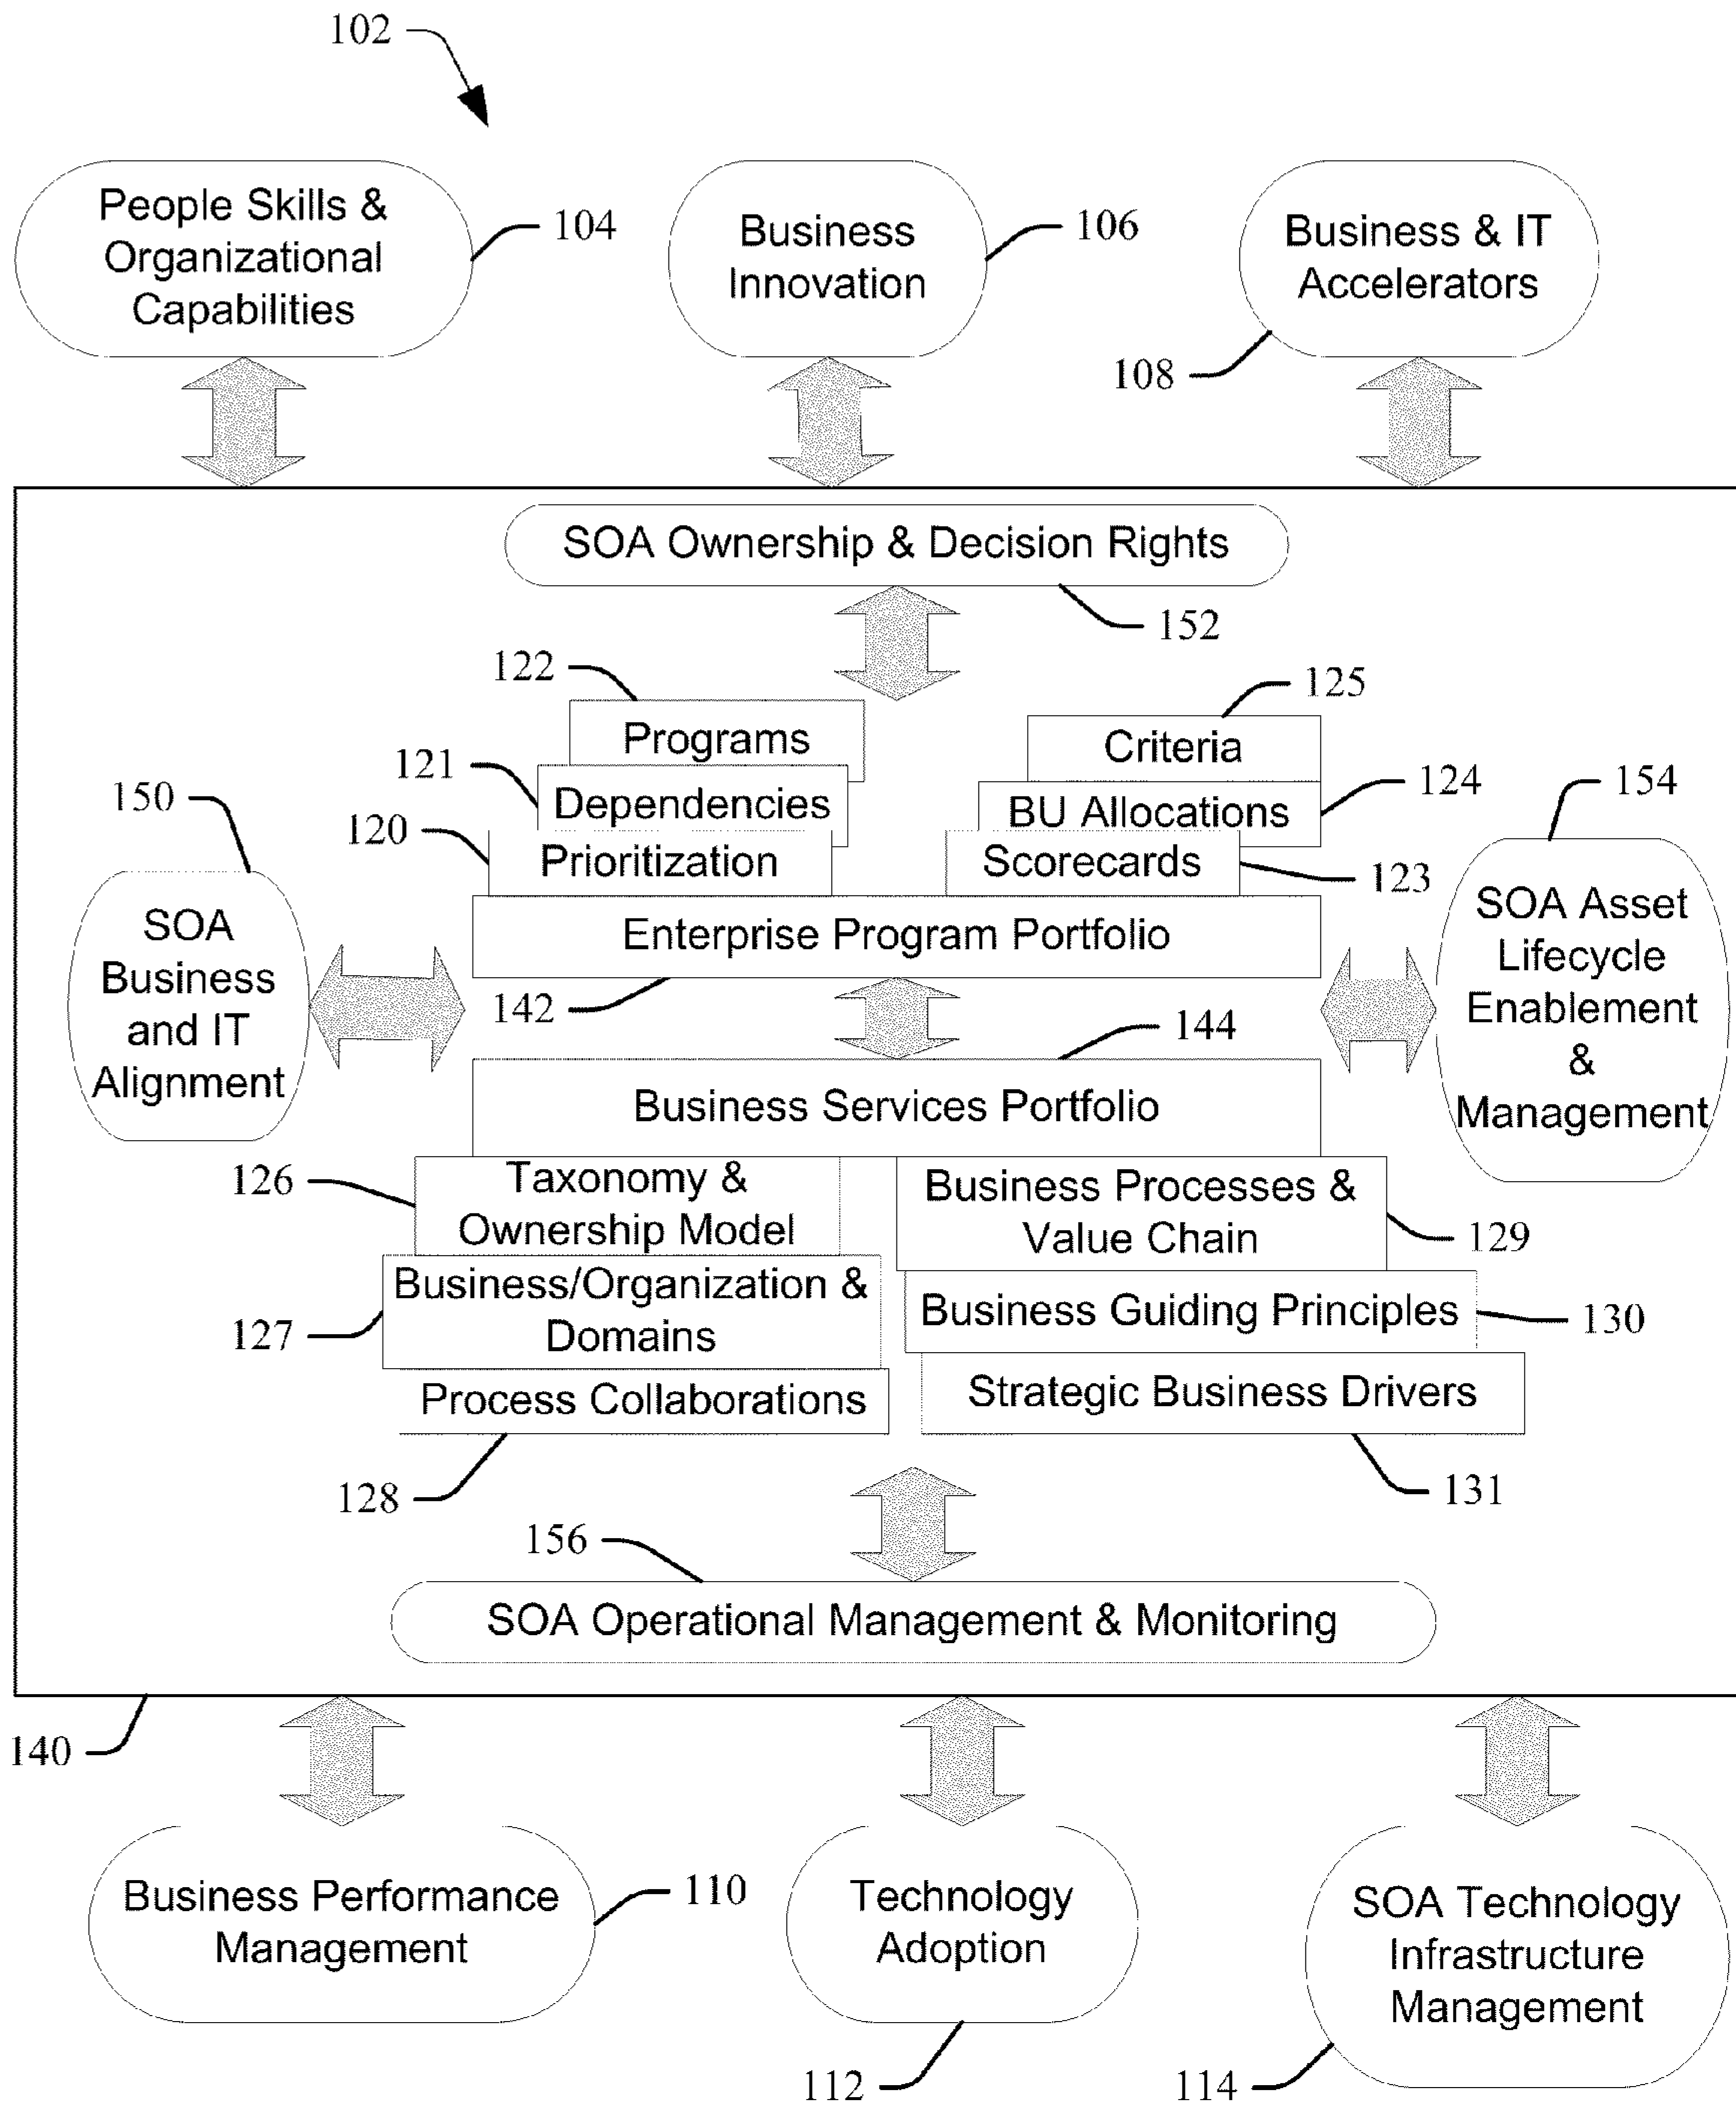 102
People Skills &
Organizational
Capabilities
104
Business
Innovation
106
Business & IT
Accelerators
108
SOA Ownership & Decision Rights
152
122
Programs
125
Criteria
121
Dependencies
BU Allocations
124
150
154
120
Prioritization
Scorecards
123
SOA
Business
and IT
Alignment
Enterprise Program Portfolio
SOA Asset
Lifecycle
Enablement
&
Management
142
144
Business Services Portfolio
126
Taxonomy &
Ownership Model
Business Processes &
Value Chain
129
127
Business/Organization &
Domains
Business Guiding Principles
130
Process Collaborations
Strategic Business Drivers
128
131
156
SOA Operational Management & Monitoring
140
Business Performance
Management
110
Technology
Adoption
112
SOA Technology
Infrastructure
Management
114